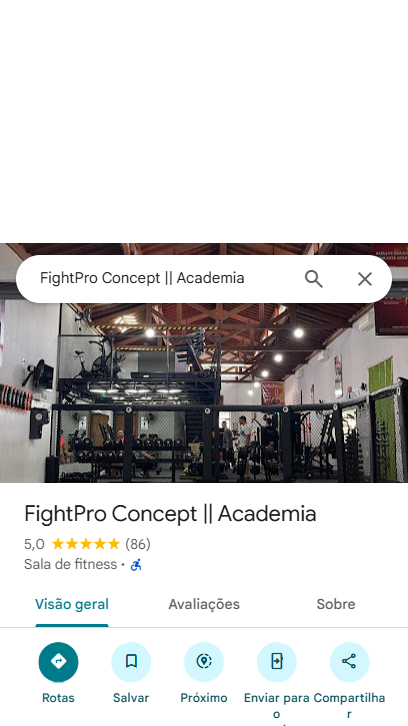 FightPro Concept || Academia
FightPro Concept || Academia
5,0 (86)
Sala de fitness ·
Visão geral Avaliações Sobre
Rotas Salvar Próximo Enviar para o Compartilhar